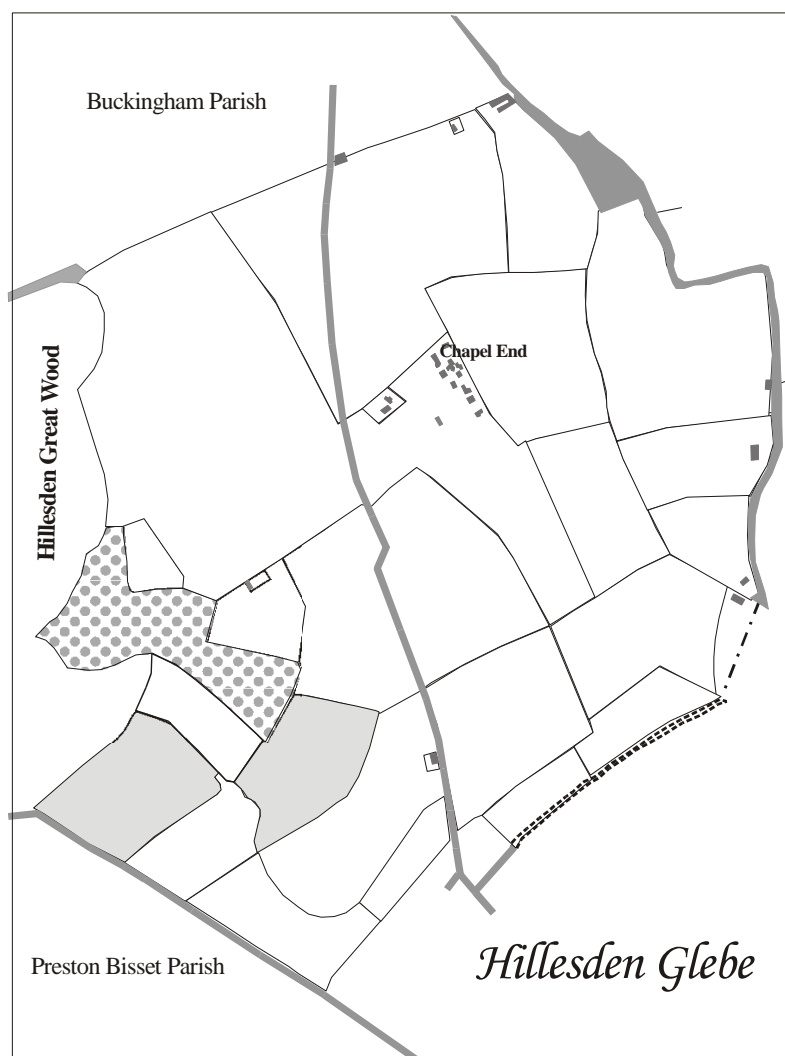 Buckingham Parish
Chapel End
Hillesden Great Wood
Preston Bisset Parish
Hillesden Glebe